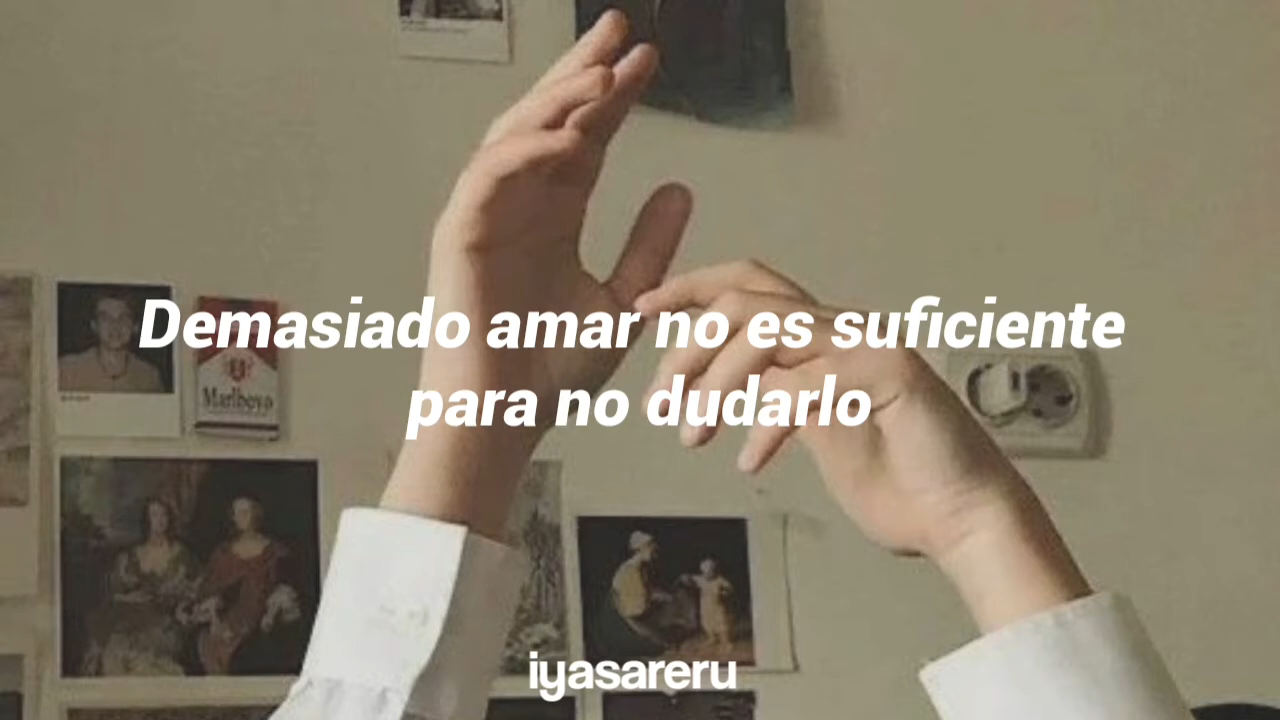 Marlboro
Demasiado amar no es suficiente
para no dudarlo
iyasareru